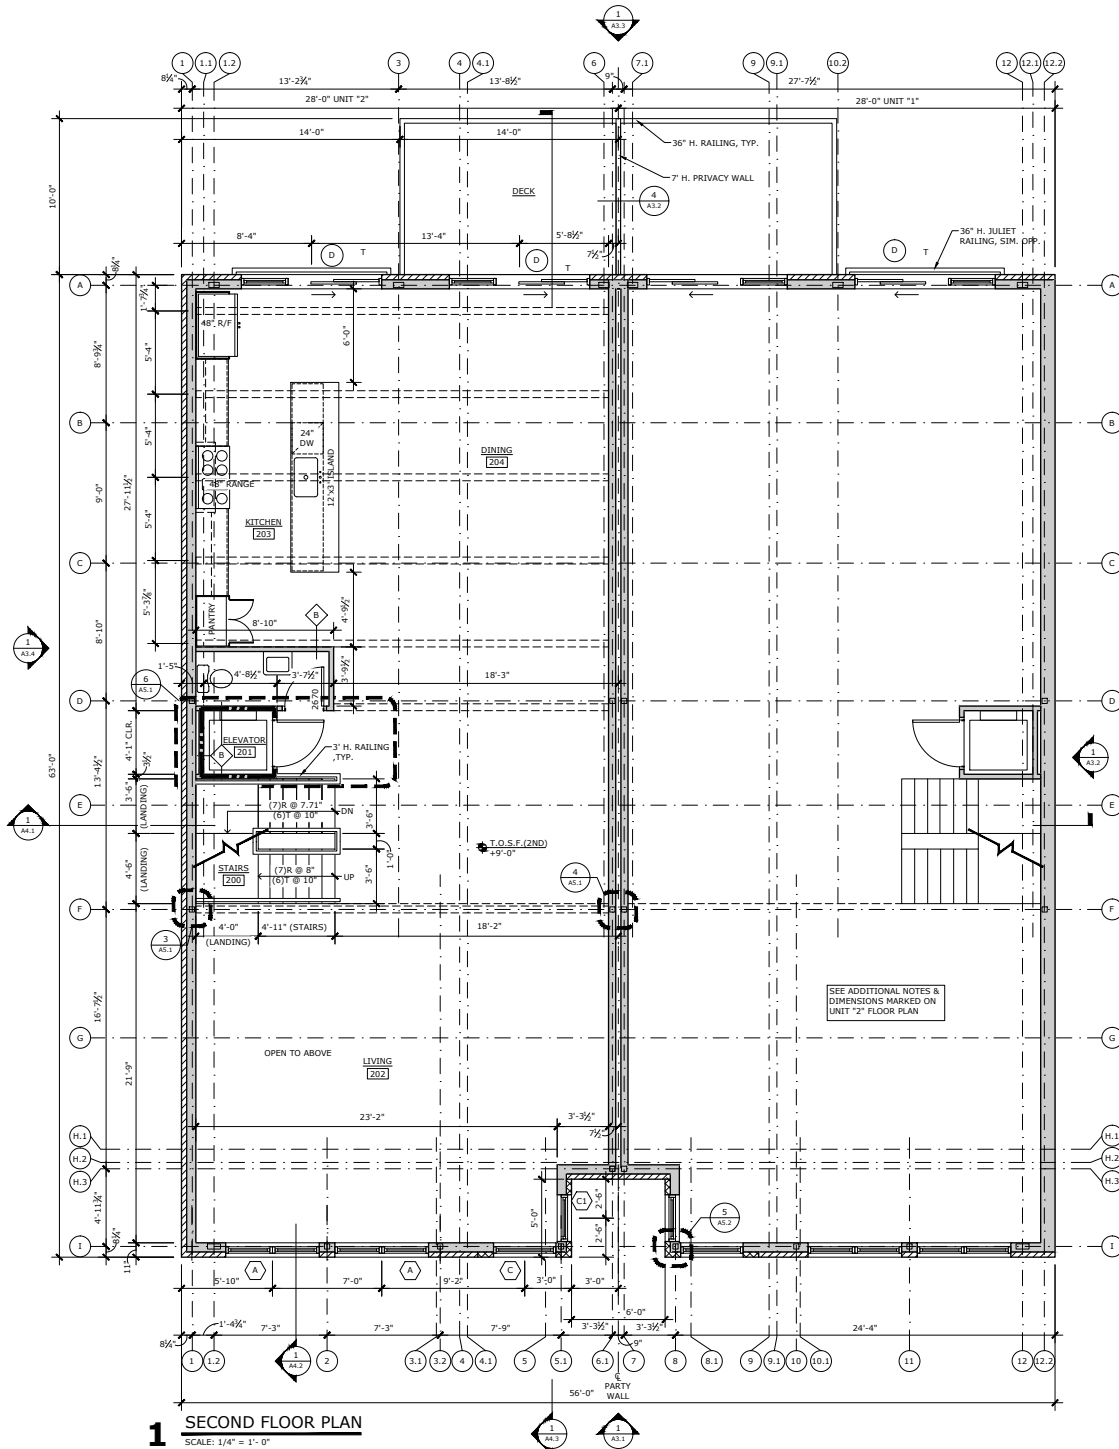 1
A3.3
1
1.1
1.2
3
4
4.1
6
7.1
9
9.1
10.2
12
12.1
12.2
8¼"
13'-2¾"
13'-8½"
9"
27'-7½"
28'-0" UNIT "2"
28'-0" UNIT "1"
14'-0"
14'-0"
36" H. RAILING, TYP.
7' H. PRIVACY WALL
10'-0"
DECK
4
A3.2
8'-4"
13'-4"
5'-8½"
7½"
D
T
D
T
D
T
36" H. JULIET
RAILING, SIM. OPP.
8¼"
A
A
1'-7¾"
48" R/F
6'-0"
8'-9¾"
5'-4"
B
B
24"
DW
5'-4"
DINING
204
48" RANGE
12'x3' ISLAND
9'-0"
27'-11½"
5'-4"
KITCHEN
203
C
C
5'-3⅞"
PANTRY
8'-10"
B
4'-9½"
8'-10"
1
A3.4
1'-5"
6
A5.1
4'-8½"
3'-7½"
3'-9½"
18'-3"
2670
D
D
4'-1" CLR.
ELEVATOR
201
B
3' H. RAILING
,TYP.
63'-0"
13'-4½"
3½"
1
A3.2
3'-6"
(LANDING)
(7)R @ 7.71"
(6)T @ 10"
DN
3'-6"
E
E
1
A4.1
1'-0"
T.O.S.F.(2ND)
+9'-0"
4'-6"
(LANDING)
STAIRS
200
(7)R @ 8"
(6)T @ 10"
UP
3'-6"
4
A5.1
F
F
4'-0"
(LANDING)
4'-11" (STAIRS)
18'-2"
3
A5.1
SEE ADDITIONAL NOTES &
DIMENSIONS MARKED ON
UNIT "2" FLOOR PLAN
16'-7½"
G
G
OPEN TO ABOVE
LIVING
202
21'-9"
23'-2"
3'-3½"
7½"
H.1
H.1
H.2
H.2
H.3
H.3
4'-11¾"
5'-0"
C1
2'-6"
2'-6"
5
A5.2
I
I
8¼"
11"
A
A
C
5'-10"
7'-0"
9'-2"
3'-0"
3'-0"
6'-0"
8¼"
1'-4¾"
7'-3"
7'-3"
7'-9"
3'-3½"
3'-3½"
9"
24'-4"
1
1.2
1
A4.2
2
3.1
3.2
4
4.1
5
5.1
6.1
7
8
8.1
9
9.1
10
10.1
11
12
12.2
℄
PARTY
WALL
56'-0"
1
A4.3
1
A3.1
1 SECOND FLOOR PLAN
SCALE: 1/4" = 1'- 0"